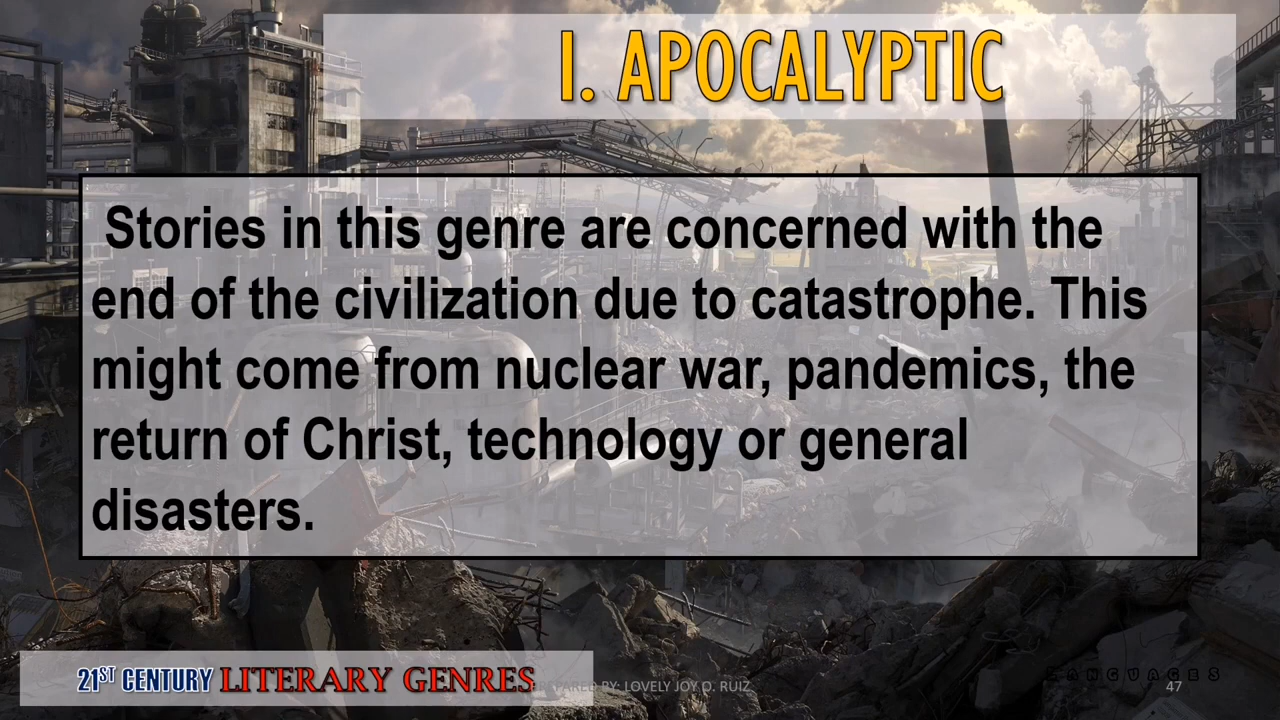 I. APOCALYPTIC
Stories in this genre are concerned with the
end of the civilization due to catastrophe. This
might come from nuclear war, pandemics, the
return of Christ, technology or general
disasters.
21ST CENTURY LITERARY GENRES
BY: LOVELY JOY O. RUIZ
LANGUAGES
47